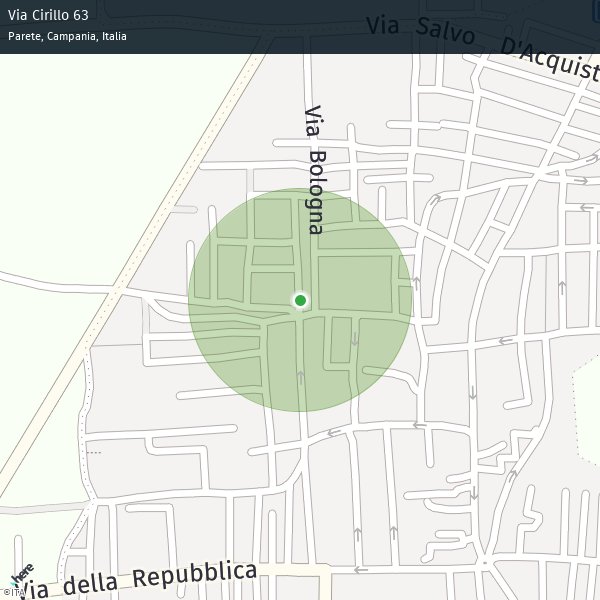 Via Cirillo 63
Parete, Campania, Italia
Via Salvo D'Acquist
Via Bologna
Via della Repubblica
here
©ITA